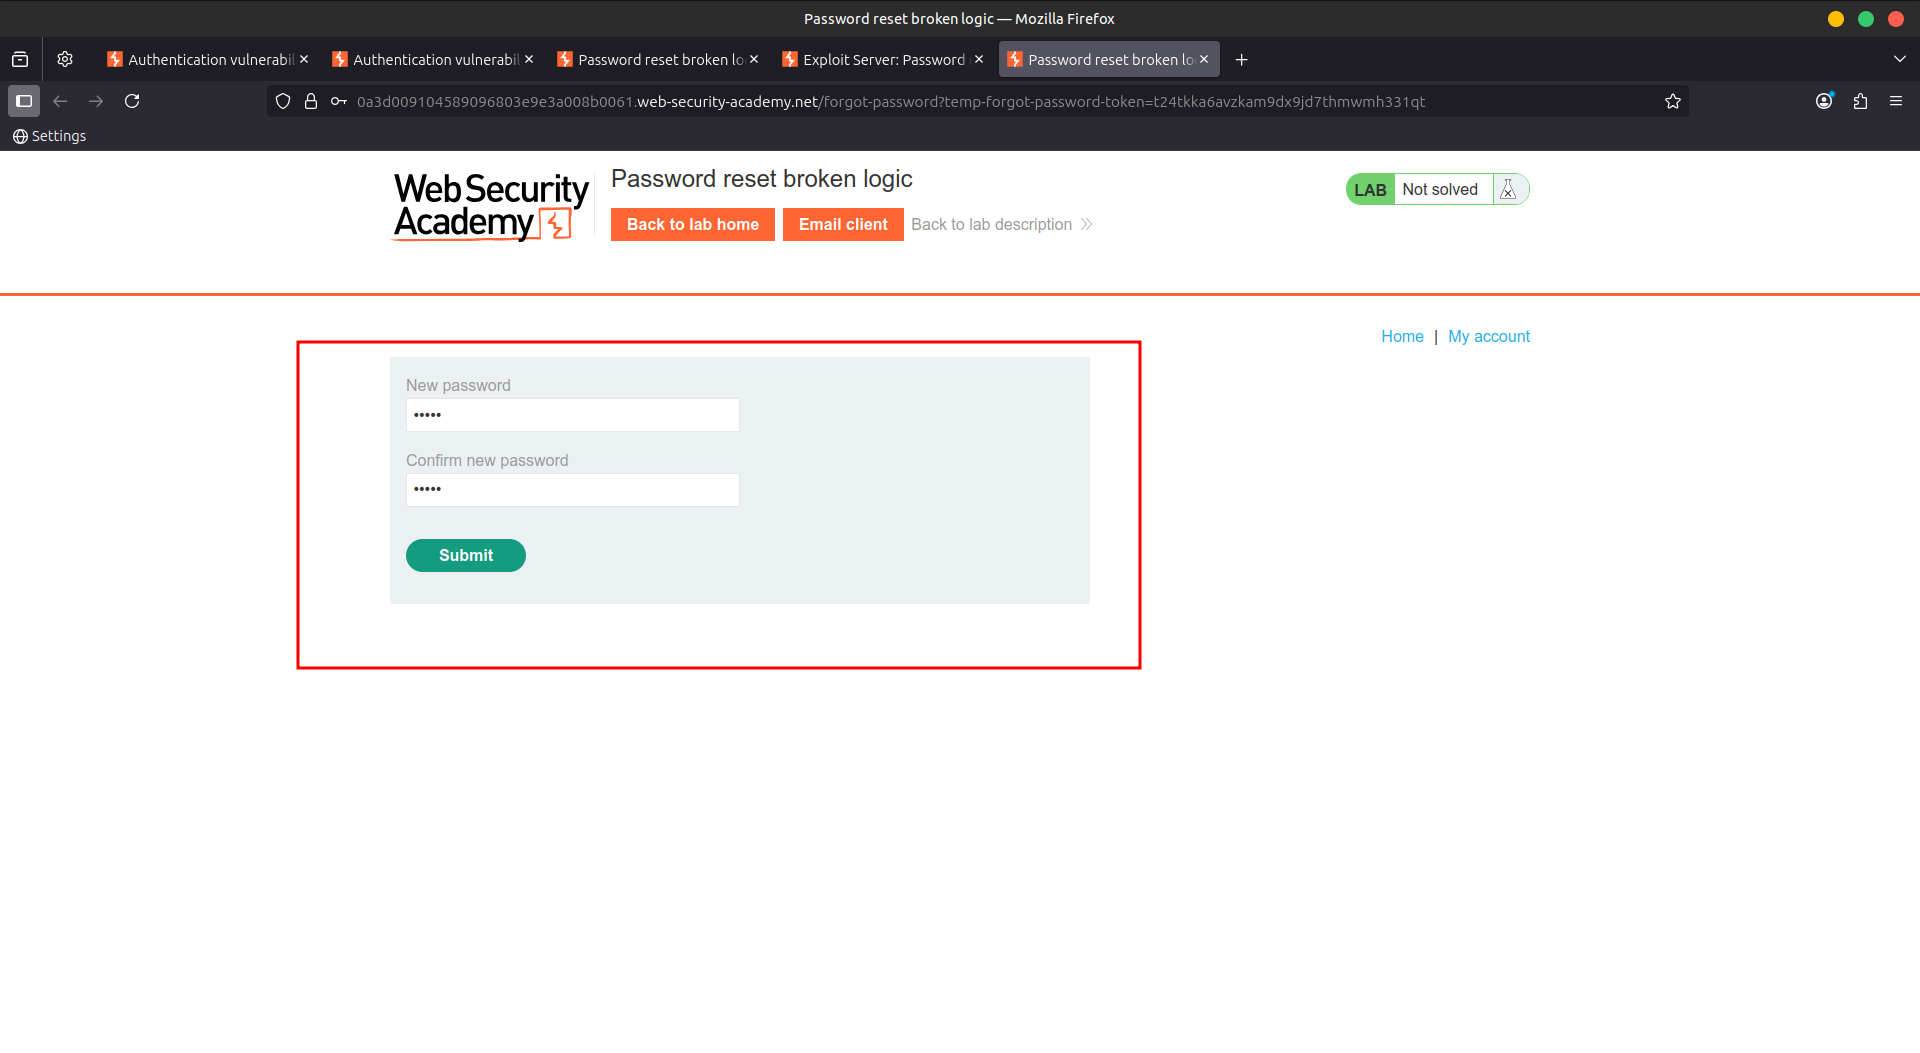 Password reset broken logic — Mozilla Firefox
Authentication vulnerabil
Authentication vulnerabil
Password reset broken lo
Exploit Server: Password
Password reset broken lo
0a3d009104589096803e9e3a008b0061.web-security-academy.net/forgot-password?temp-forgot-password-token=t24tkka6avzkam9dx9jd7thmwmh331qt
Settings
Web Security
Academy
Password reset broken logic
Back to lab home
Email client
Back to lab description
LAB
Not solved
Home | My account
New password
•••••
Confirm new password
•••••
Submit